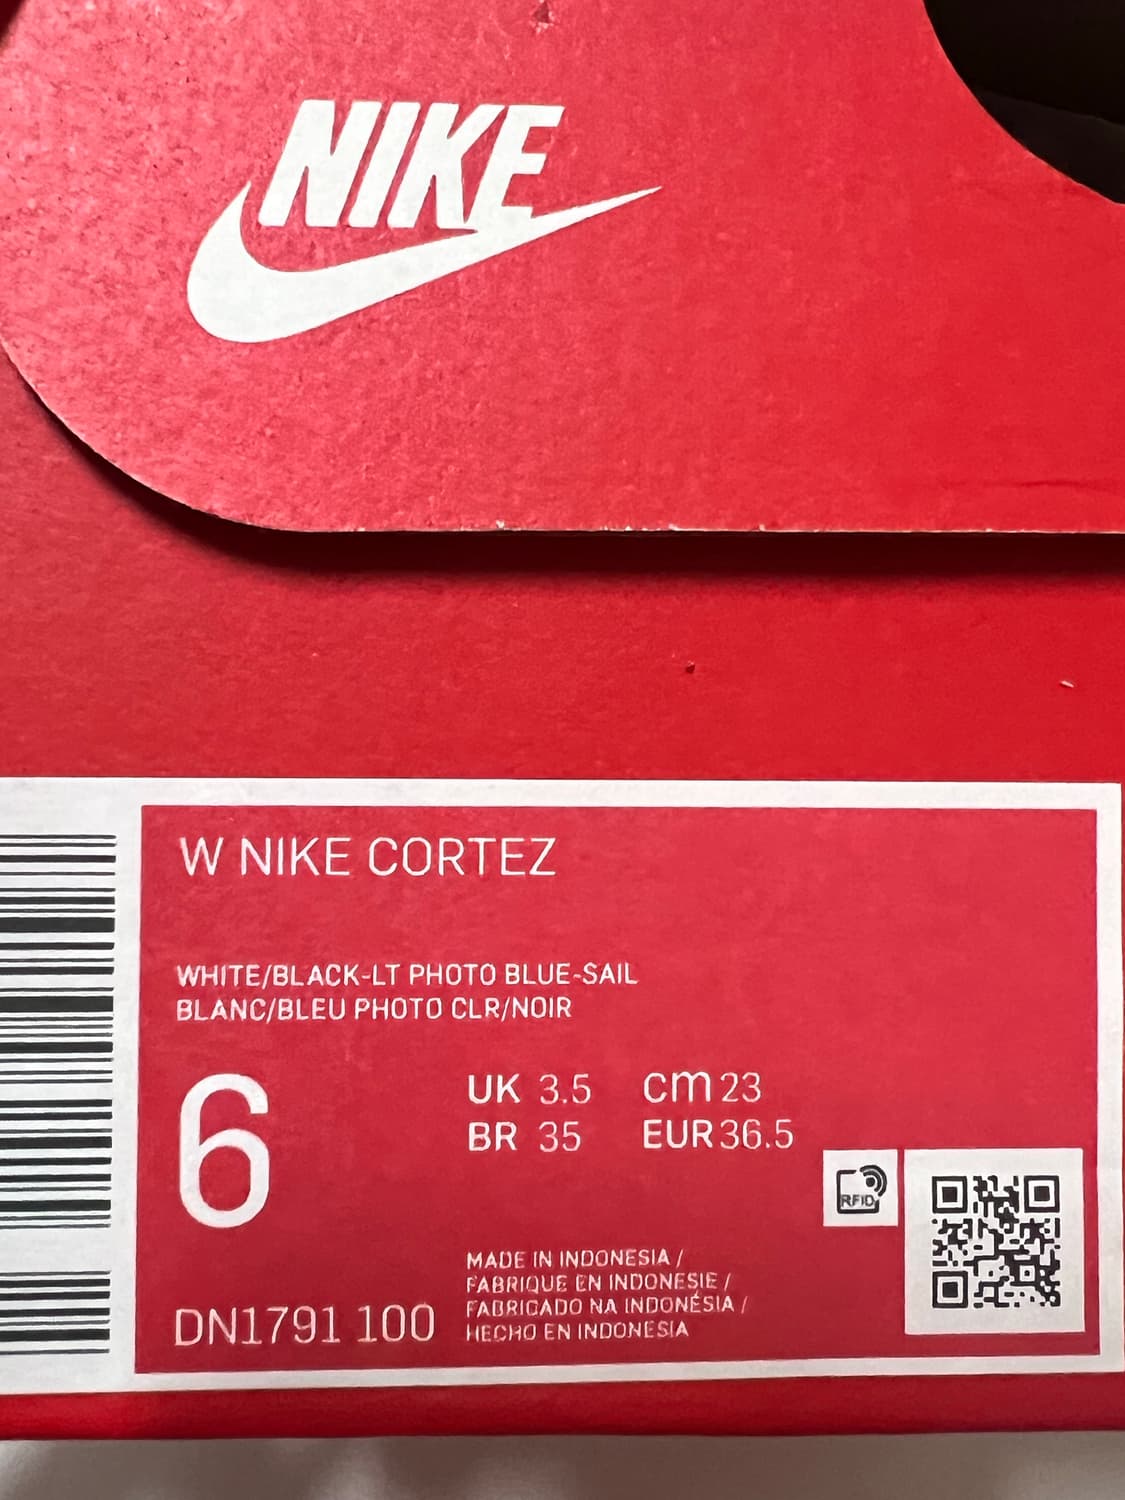 NIKE
W NIKE CORTEZ
WHITE/BLACK-LT PHOTO BLUE-SAIL
BLANC/BLEU PHOTO CLR/NOIR
6
UK 3.5 cm 23
BR 35 EUR 36.5
RFID
MADE IN INDONESIA /
FABRIQUE EN INDONESIE /
FABRICADO NA INDONÉSIA /
HECHO EN INDONESIA
DN1791 100